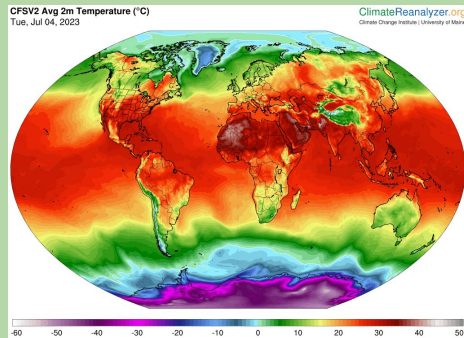 CFSV2 Avg 2m Temperature (°C)
Tue, Jul 04, 2023
ClimateReanalyzer.org
Climate Change Institute | University of Maine
-60 -50 -40 -30 -20 -10 0 10 20 30 40 50